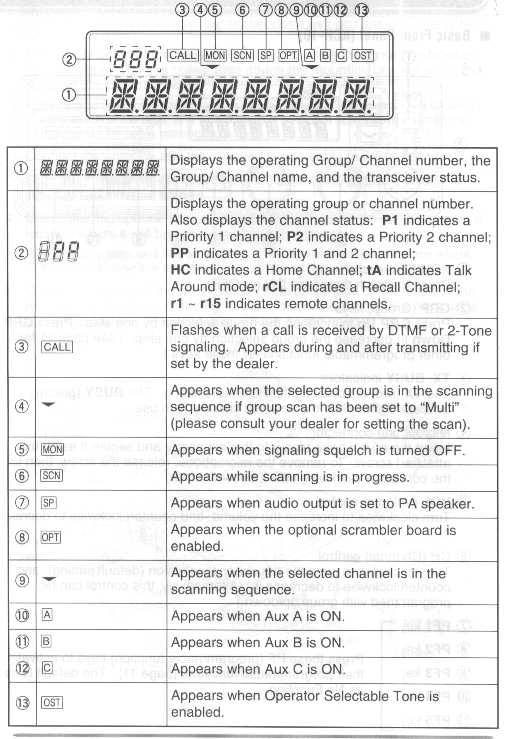 ③ ④ ⑤ ⑥ ⑦ ⑧ ⑨ ⑩ ⑪ ⑫ ⑬
② CALL MON SCN SP OPT A B C OST
①
① Displays the operating Group/ Channel number, the
Group/ Channel name, and the transceiver status.
② Displays the operating group or channel number.
Also displays the channel status: P1 indicates a
Priority 1 channel; P2 indicates a Priority 2 channel;
PP indicates a Priority 1 and 2 channel;
HC indicates a Home Channel; tA indicates Talk
Around mode; rCL indicates a Recall Channel;
r1 ~ r15 indicates remote channels.
③ CALL Flashes when a call is received by DTMF or 2-Tone
signaling. Appears during and after transmitting if
set by the dealer.
④ Appears when the selected group is in the scanning
sequence if group scan has been set to “Multi”
(please consult your dealer for setting the scan).
⑤ MON Appears when signaling squelch is turned OFF.
⑥ SCN Appears while scanning is in progress.
⑦ SP Appears when audio output is set to PA speaker.
⑧ OPT Appears when the optional scrambler board is
enabled.
⑨ Appears when the selected channel is in the
scanning sequence.
⑩ A Appears when Aux A is ON.
⑪ B Appears when Aux B is ON.
⑫ C Appears when Aux C is ON.
⑬ OST Appears when Operator Selectable Tone is
enabled.